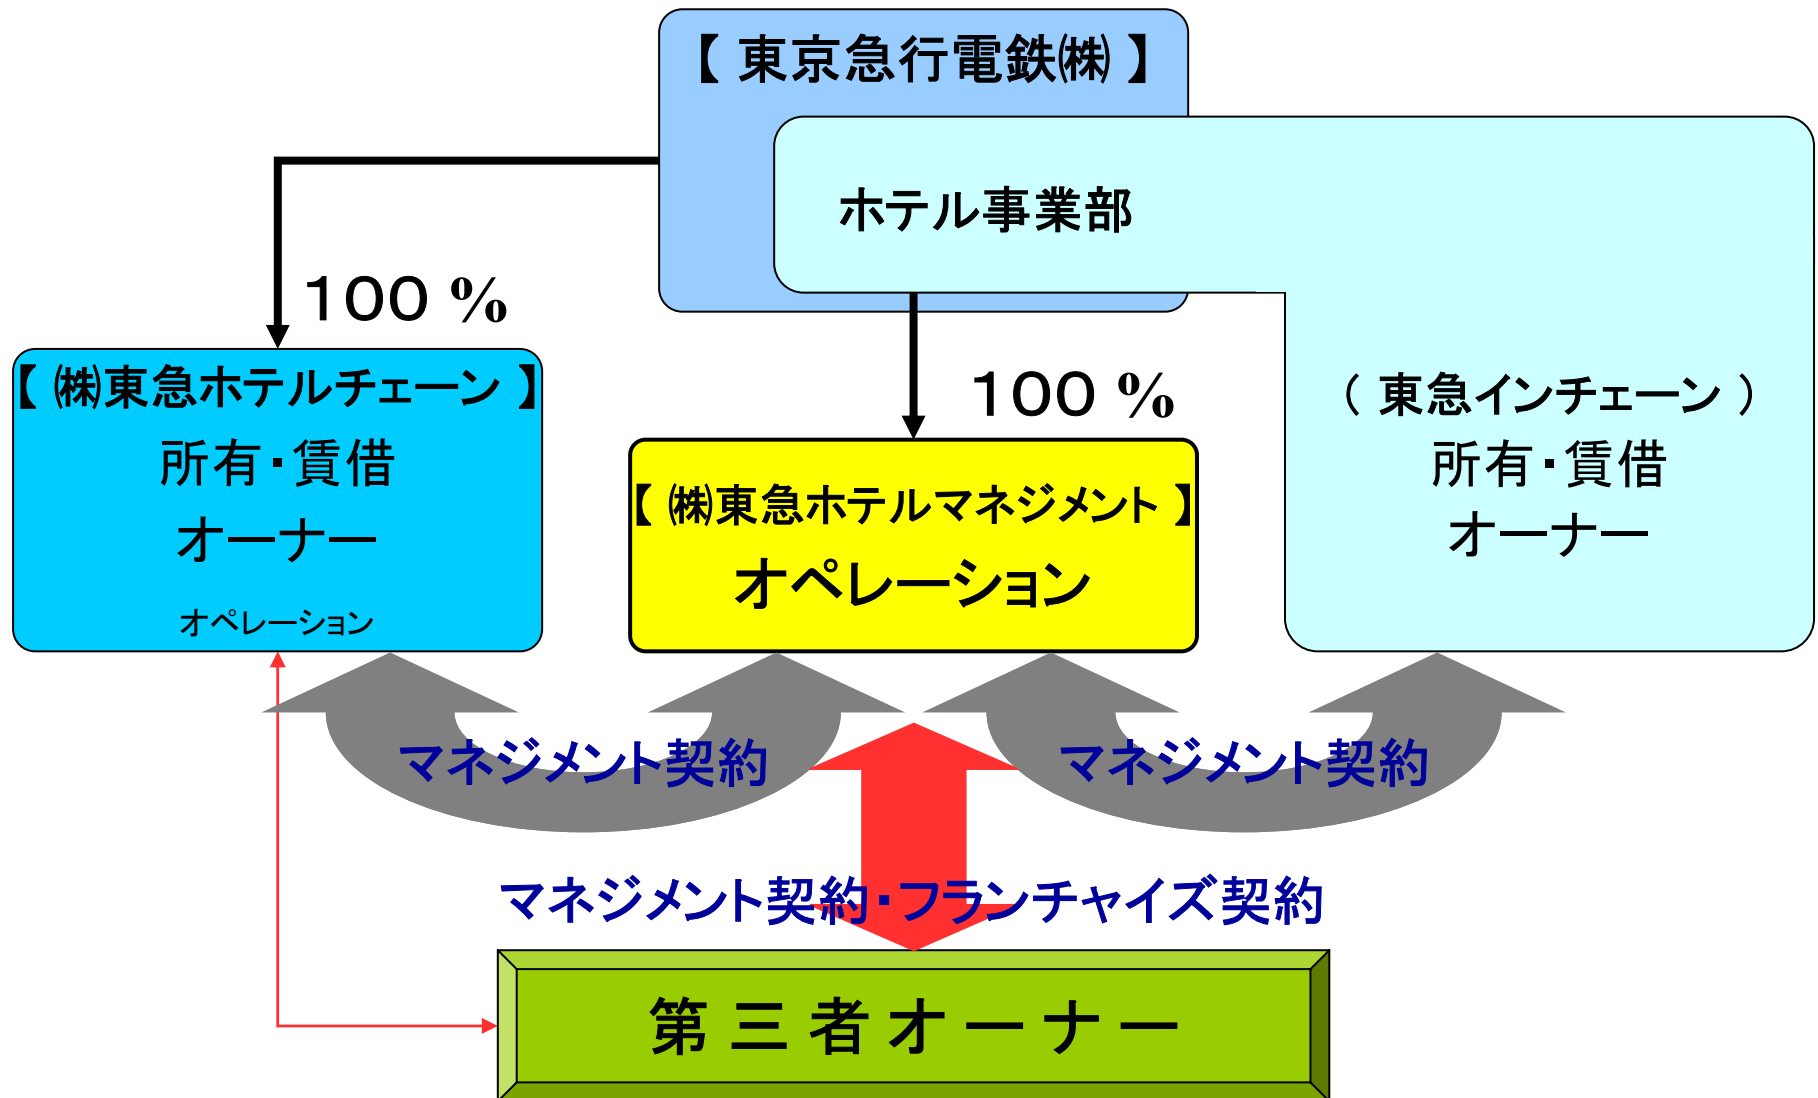 【 東京急行電鉄㈱ 】
ホテル事業部
１００ %
１００ %
【 ㈱東急ホテルチェーン 】
所有・賃借
オーナー
オペレーション
【 ㈱東急ホテルマネジメント 】
オペレーション
（ 東急インチェーン ）
所有・賃借
オーナー
マネジメント契約
マネジメント契約
マネジメント契約・フランチャイズ契約
第 三 者 オ ー ナ ー